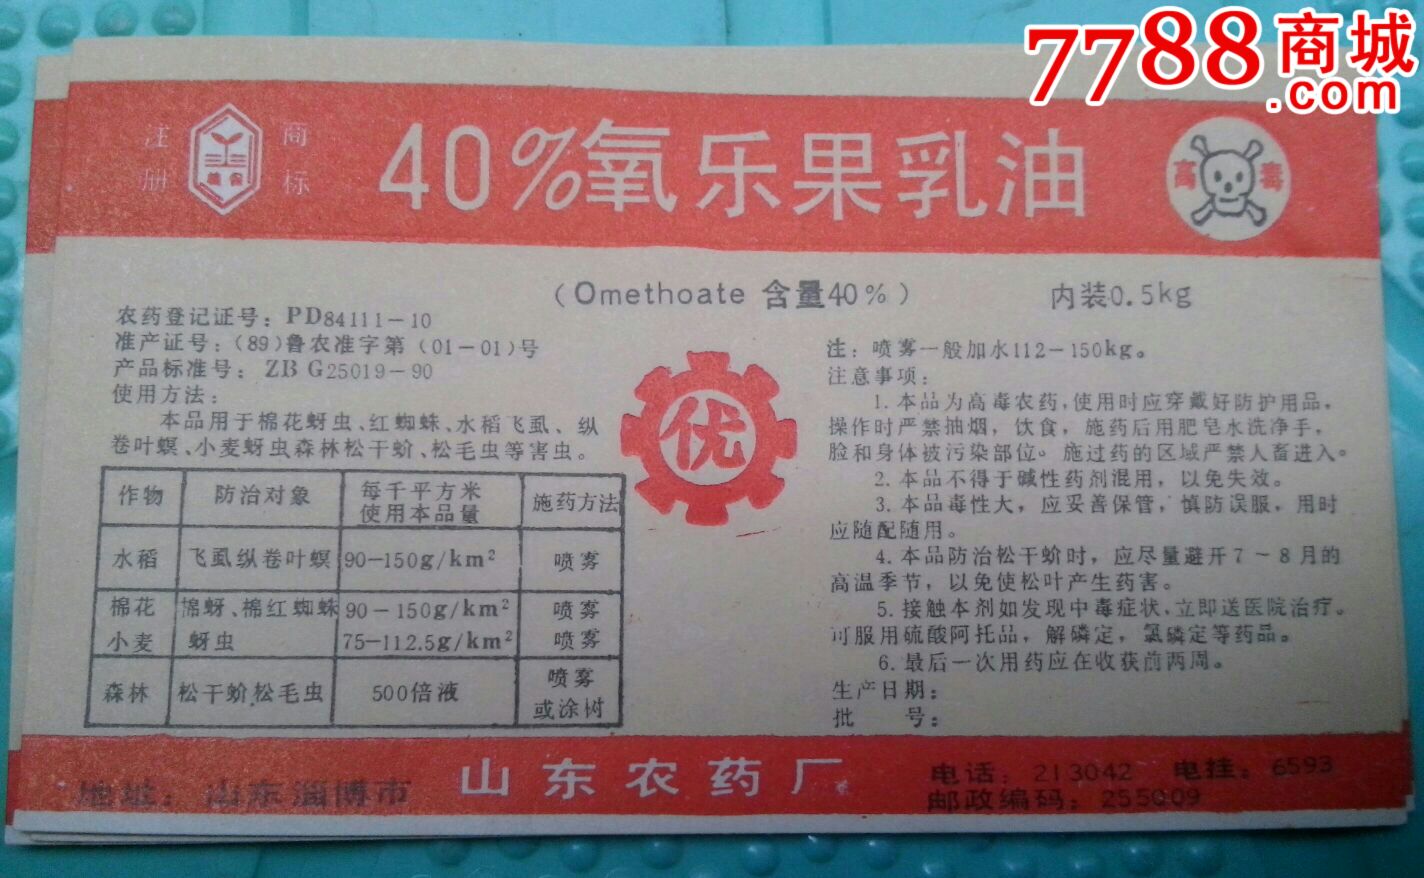 7788商城
.com
注 商
册 标
40%氧乐果乳油
高 毒
(Omethoate 含量40%)
内装0.5kg
农药登记证号：PD84111-10
准产证号：(89)鲁农准字第 (01-01)号
产品标准号： ZB G25019-90
使用方法：
本品用于棉花蚜虫、红蜘蛛、水稻飞虱、纵
卷叶螟、小麦蚜虫森林松干蚧、松毛虫等害虫。
作物 防治对象 每千平方米 施药方法
使用本品量
水稻 飞虱纵卷叶螟 90-150g/km² 喷雾
棉花 棉蚜、棉红蜘蛛 90-150g/km² 喷雾
小麦 蚜虫 75-112.5g/km² 喷雾
森林 松干蚧松毛虫 500倍液 喷雾
或涂树
优
注：喷雾一般加水112-150kg。
注意事项：
1.本品为高毒农药,使用时应穿戴好防护用品,
操作时严禁抽烟，饮食，施药后用肥皂水洗净手，
脸和身体被污染部位。施过药的区域严禁人畜进入。
2.本品不得于碱性药剂混用，以免失效。
3.本品毒性大，应妥善保管，慎防误服，用时
应随配随用。
4.本品防治松干蚧时，应尽量避开7～8月的
高温季节，以免使松叶产生药害。
5.接触本剂如发现中毒症状,立即送医院治疗。
可服用硫酸阿托品，解磷定，氯磷定等药品。
6.最后一次用药应在收获前两周。
生产日期：
批 号：
地址：山东淄博市
山东农药厂
电话：213042 电挂：6593
邮政编码：255009